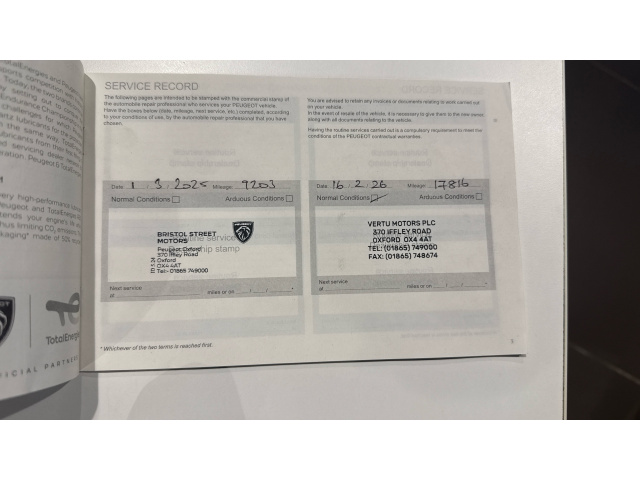 SERVICE RECORD
The following pages are intended to be stamped with the commercial stamp of
the automobile repair professional who services your PEUGEOT vehicle.
Have the boxes below (date, mileage, next service, etc.) completed, according
to your conditions of use, by the automobile repair professional that you have
chosen.
Date 1 . 3 . 2025 Mileage: 9203
Normal Conditions Arduous Conditions
BRISTOL STREET
MOTORS
Peugeot Oxford
370 Iffley Road
Oxford
OX4 4AT
Tel:- 01865 749000
Next service
at miles or on / / *
* Whichever of the two terms is reached first.
You are advised to retain any invoices or documents relating to work carried out
on your vehicle.
In the event of resale of the vehicle, it is necessary to give them to the new owner
along with all documents relating to the vehicle.
Having the routine services carried out is a compulsory requirement to meet the
conditions of the PEUGEOT contractual warranties.
Date 16 . 2 . 26 Mileage: 17816
Normal Conditions Arduous Conditions
VERTU MOTORS PLC
370 IFFLEY ROAD
OXFORD OX4 4AT
TEL: (01865) 749000
FAX: (01865) 748674
Next service
at miles or on / / *
TotalEnergies